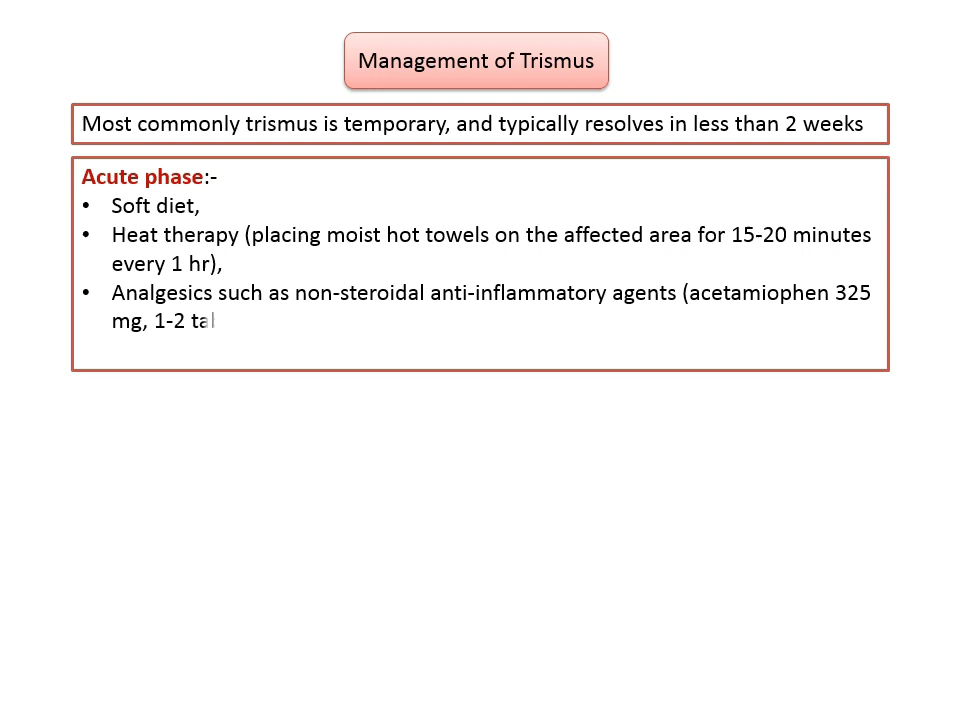 Management of Trismus
Most commonly trismus is temporary, and typically resolves in less than 2 weeks
Acute phase:-
• Soft diet,
• Heat therapy (placing moist hot towels on the affected area for 15-20 minutes
every 1 hr),
• Analgesics such as non-steroidal anti-inflammatory agents (acetamiophen 325
mg, 1-2